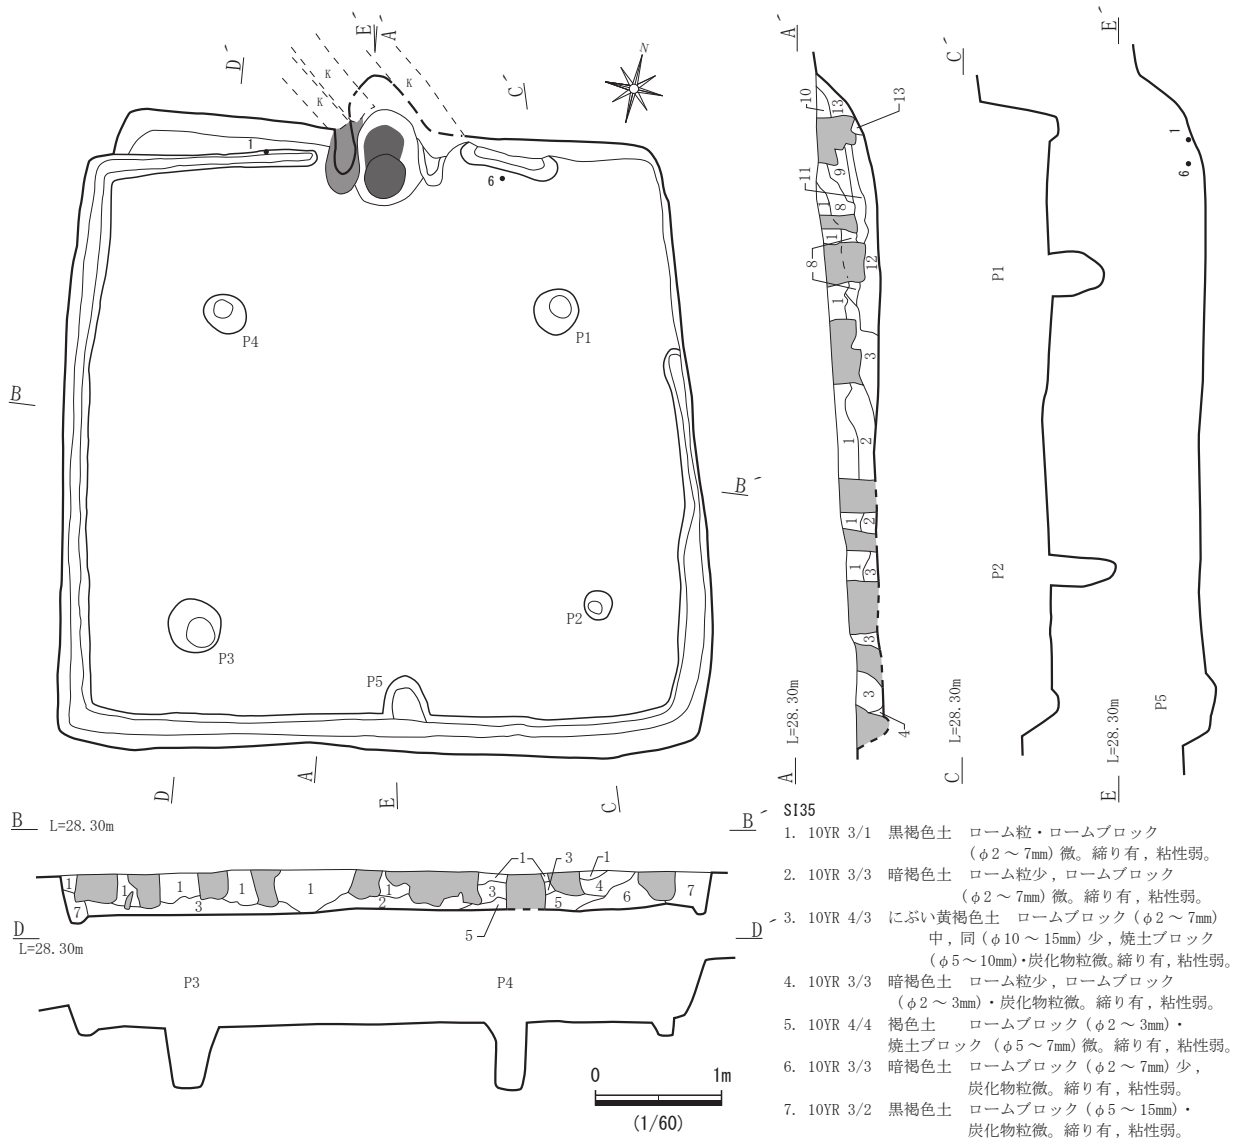 A´
E´
A´
E´
D´
N
C´
C´
K
K
K
10
13
13
1
6
1
6
9
11
1
8
1
8
12
P4
P1
P1
1
3
B
1
2
B´
1
2
P2
1
3
P2
P3
3
P5
3
P5
4
A
L=28.30m
C
L=28.30m
E
L=28.30m
D
A
E
C
B L=28.30m
B´
1
1
1
1
1
1
1
3
1
3
4
7
3
2
5
6
7
5
D
L=28.30m
D´
P3
P4
0
1m
(1/60)
SI35
1. 10YR 3/1 黒褐色土 ローム粒・ロームブロック
(φ2～7mm)微。締り有,粘性弱。
2. 10YR 3/3 暗褐色土 ローム粒少,ロームブロック
(φ2～7mm)微。締り有,粘性弱。
3. 10YR 4/3 にぶい黄褐色土 ロームブロック(φ2～7mm)
中,同(φ10～15mm)少,焼土ブロック
(φ5～10mm)・炭化物粒微。締り有,粘性弱。
4. 10YR 3/3 暗褐色土 ローム粒少,ロームブロック
(φ2～3mm)・炭化物粒微。締り有,粘性弱。
5. 10YR 4/4 褐色土 ロームブロック(φ2～3mm)・
焼土ブロック(φ5～7mm)微。締り有,粘性弱。
6. 10YR 3/3 暗褐色土 ロームブロック(φ2～7mm)少,
炭化物粒微。締り有,粘性弱。
7. 10YR 3/2 黒褐色土 ロームブロック(φ5～15mm)・
炭化物粒微。締り有,粘性弱。